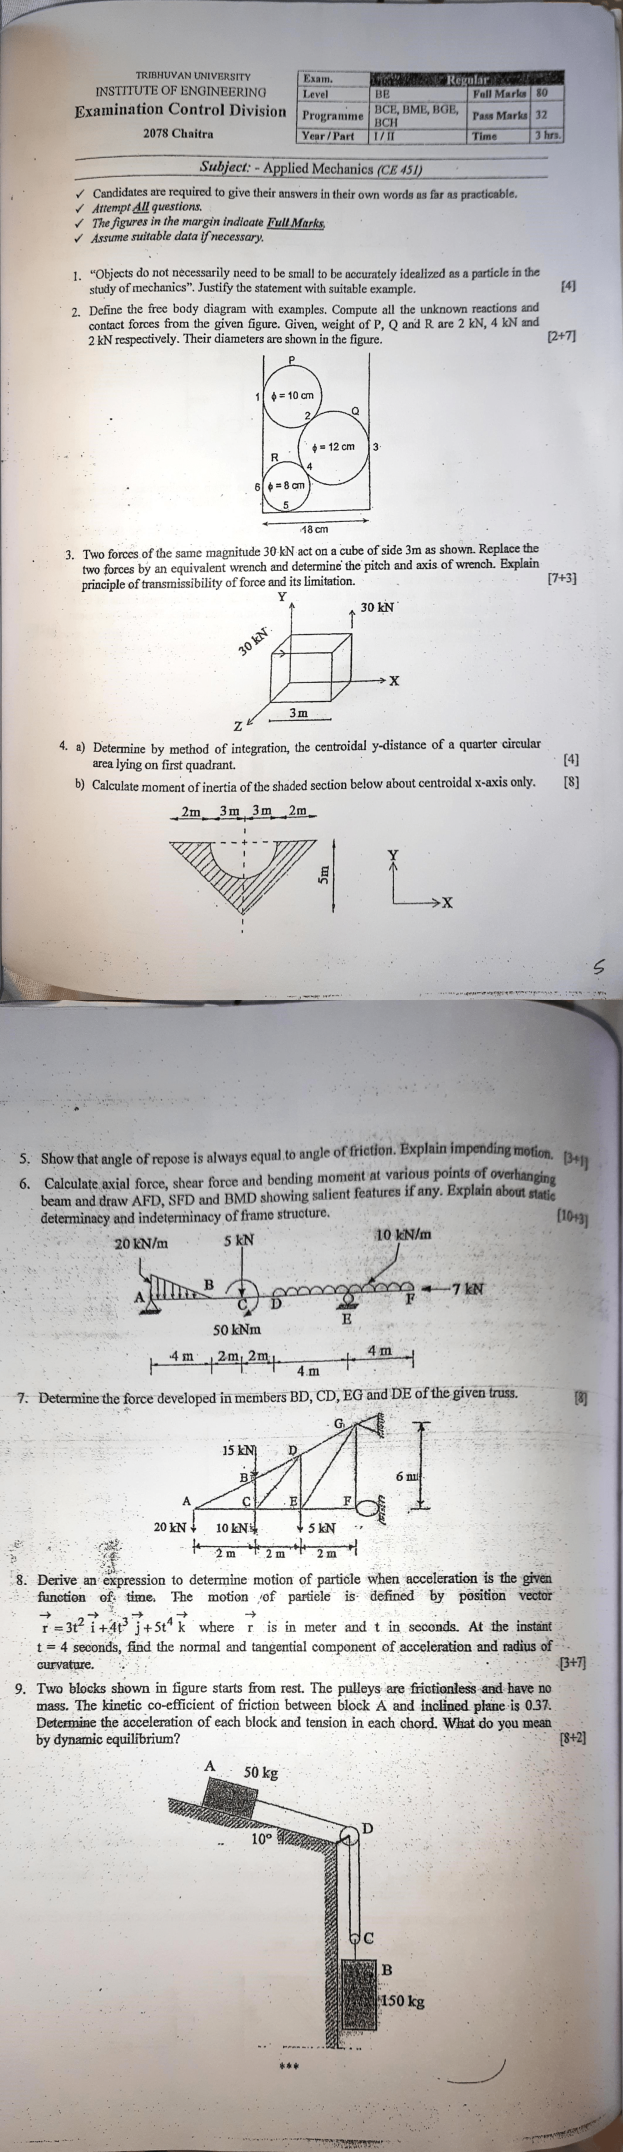 TRIBHUVAN UNIVERSITY
INSTITUTE OF ENGINEERING
Examination Control Division
2078 Chaitra
Exam. Regular
Level BE Full Marks 80
Programme BCE, BME, BGE, BCH Pass Marks 32
Year / Part I / II Time 3 hrs.
Subject: - Applied Mechanics (CE 451)
✓ Candidates are required to give their answers in their own words as far as practicable.
✓ Attempt All questions.
✓ The figures in the margin indicate Full Marks.
✓ Assume suitable data if necessary.
1. “Objects do not necessarily need to be small to be accurately idealized as a particle in the
study of mechanics”. Justify the statement with suitable example. [4]
2. Define the free body diagram with examples. Compute all the unknown reactions and
contact forces from the given figure. Given, weight of P, Q and R are 2 kN, 4 kN and
2 kN respectively. Their diameters are shown in the figure. [2+7]
P
1 ϕ = 10 cm
2 Q
ϕ = 12 cm 3
R
4
6 ϕ = 8 cm
5
18 cm
3. Two forces of the same magnitude 30 kN act on a cube of side 3m as shown. Replace the
two forces by an equivalent wrench and determine the pitch and axis of wrench. Explain
principle of transmissibility of force and its limitation. [7+3]
Y
30 kN
30 kN
X
3m
Z
4. a) Determine by method of integration, the centroidal y-distance of a quarter circular
area lying on first quadrant. [4]
b) Calculate moment of inertia of the shaded section below about centroidal x-axis only. [8]
2m 3m 3m 2m
5m
Y
X
5
5. Show that angle of repose is always equal to angle of friction. Explain impending motion. [3+1]
6. Calculate axial force, shear force and bending moment at various points of overhanging
beam and draw AFD, SFD and BMD showing salient features if any. Explain about static
determinacy and indeterminacy of frame structure. [10+3]
20 kN/m 5 kN 10 kN/m
A B C D E F 7 kN
50 kNm
4 m 2m 2m 4 m 4 m
7. Determine the force developed in members BD, CD, EG and DE of the given truss. [8]
G
15 kN D
B 6 m
A C E F
20 kN 10 kN 5 kN
2 m 2 m 2 m
8. Derive an expression to determine motion of particle when acceleration is the given
function of time. The motion of particle is defined by position vector
r⃗ = 3t² i⃗ + 4t³ j⃗ + 5t⁴ k⃗ where r⃗ is in meter and t in seconds. At the instant
t = 4 seconds, find the normal and tangential component of acceleration and radius of
curvature. [3+7]
9. Two blocks shown in figure starts from rest. The pulleys are frictionless and have no
mass. The kinetic co-efficient of friction between block A and inclined plane is 0.37.
Determine the acceleration of each block and tension in each chord. What do you mean
by dynamic equilibrium? [8+2]
A 50 kg
D
10°
C
B
150 kg
***